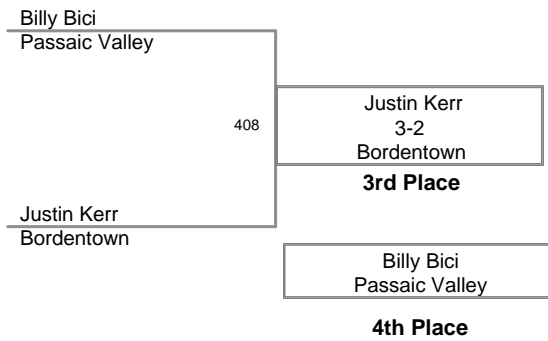 Billy Bici
Passaic Valley
408
Justin Kerr
3-2
Bordentown
3rd Place
Justin Kerr
Bordentown
Billy Bici
Passaic Valley
4th Place